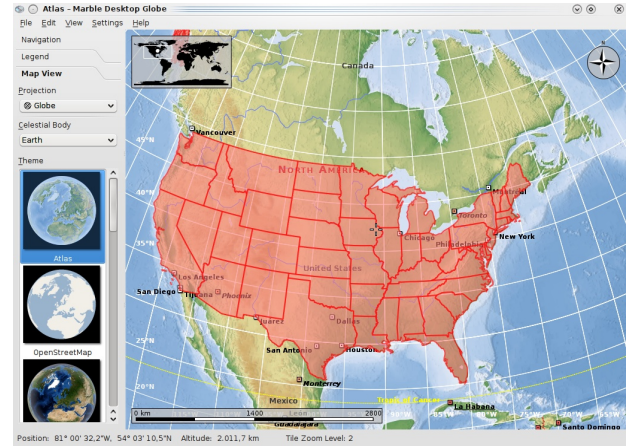 Atlas - Marble Desktop Globe
File Edit View Settings Help
Navigation
Legend
Map View
Projection
Globe
Celestial Body
Earth
Theme
Atlas
OpenStreetMap
Canada
Vancouver
45°N
NORTH AMERICA
Montreal
40°N
Toronto
Chicago
New York
Philadelphia
35°N
United States
Los Angeles
San Diego
Tijuana
Phoenix
Juarez
Dallas
25°N
San Antonio
Houston
Monterrey
20°N
Tropic of Cancer
Mexico
La Habana
0 km 1400 2800
Leon
90°W 85°W
Guadalajara
Santo Domingo
Position: 81° 00' 32,2"W, 54° 03' 10,5"N Altitude: 2.011,7 km Tile Zoom Level: 2